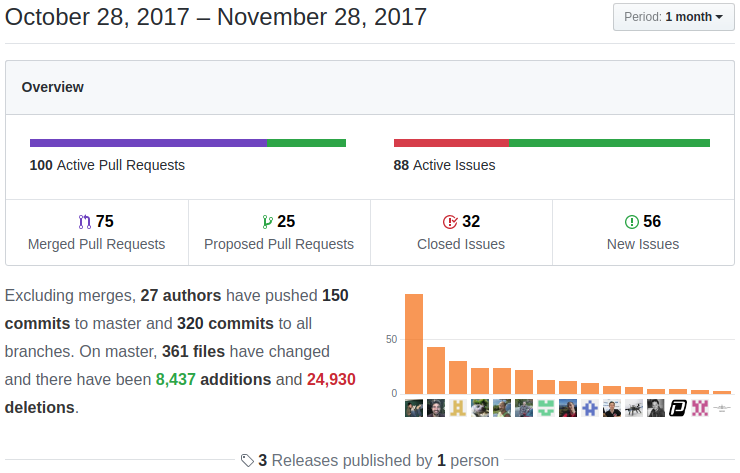 October 28, 2017 – November 28, 2017
Period: 1 month
Overview
100 Active Pull Requests
88 Active Issues
75
Merged Pull Requests
25
Proposed Pull Requests
32
Closed Issues
56
New Issues
Excluding merges, 27 authors have pushed 150
commits to master and 320 commits to all
branches. On master, 361 files have changed
and there have been 8,437 additions and 24,930
deletions.
50
0
3 Releases published by 1 person